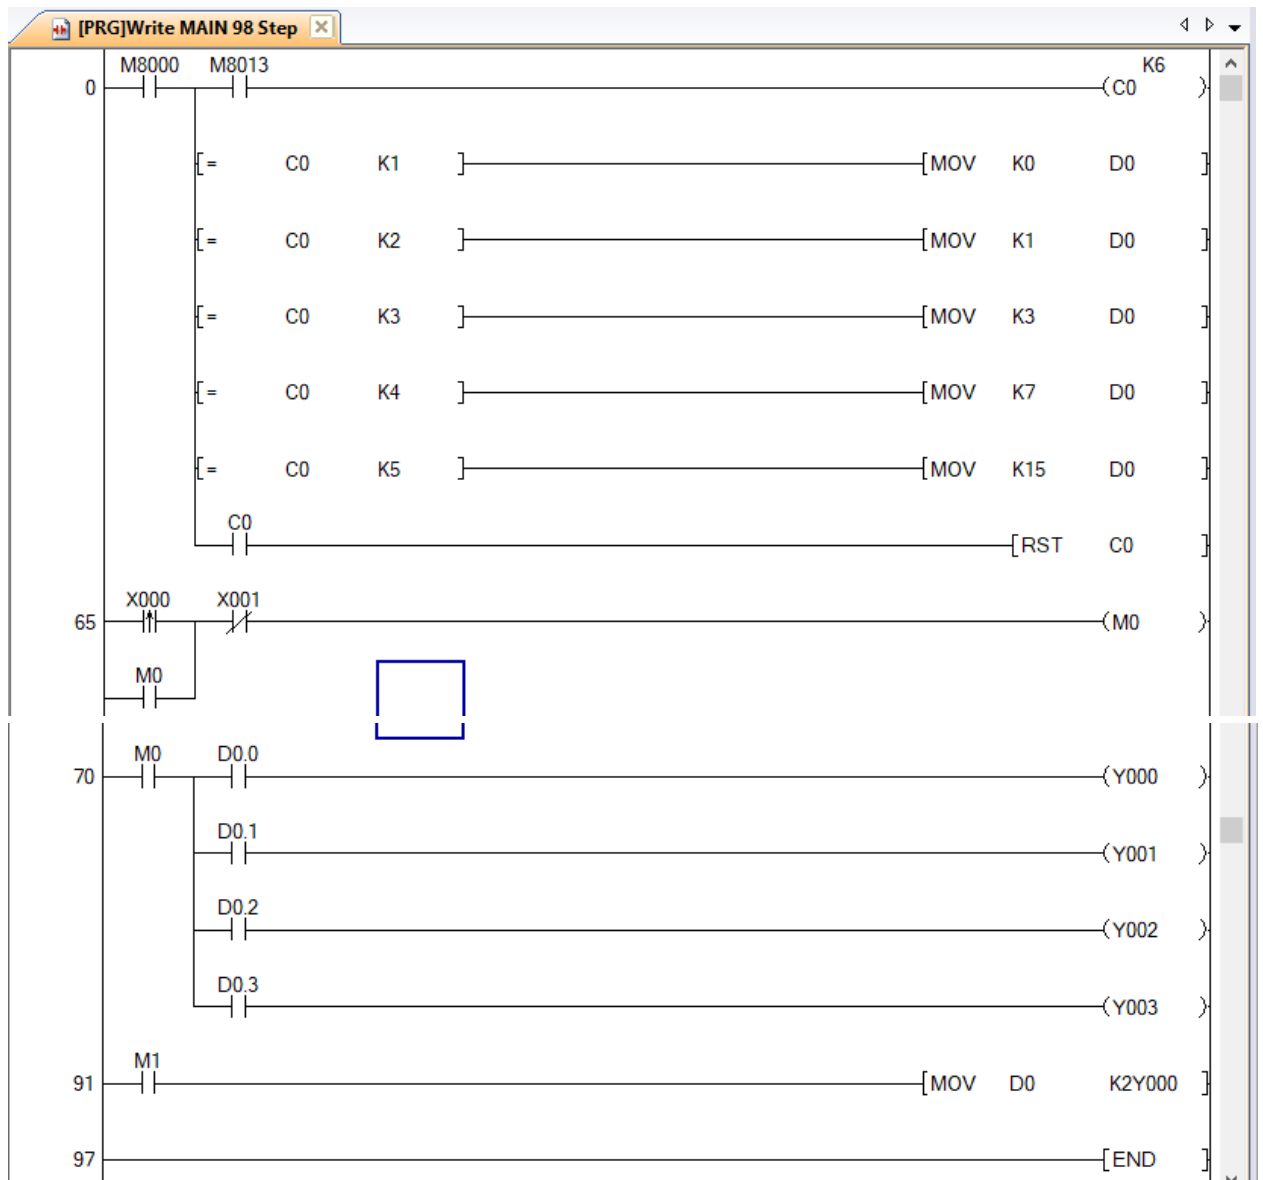 [PRG]Write MAIN 98 Step
M8000 M8013 K6
0 C0
= C0 K1 MOV K0 D0
= C0 K2 MOV K1 D0
= C0 K3 MOV K3 D0
= C0 K4 MOV K7 D0
= C0 K5 MOV K15 D0
C0
RST C0
X000 X001
65 M0
M0
M0 D0.0
70 Y000
D0.1
Y001
D0.2
Y002
D0.3
Y003
M1
91 MOV D0 K2Y000
97 END